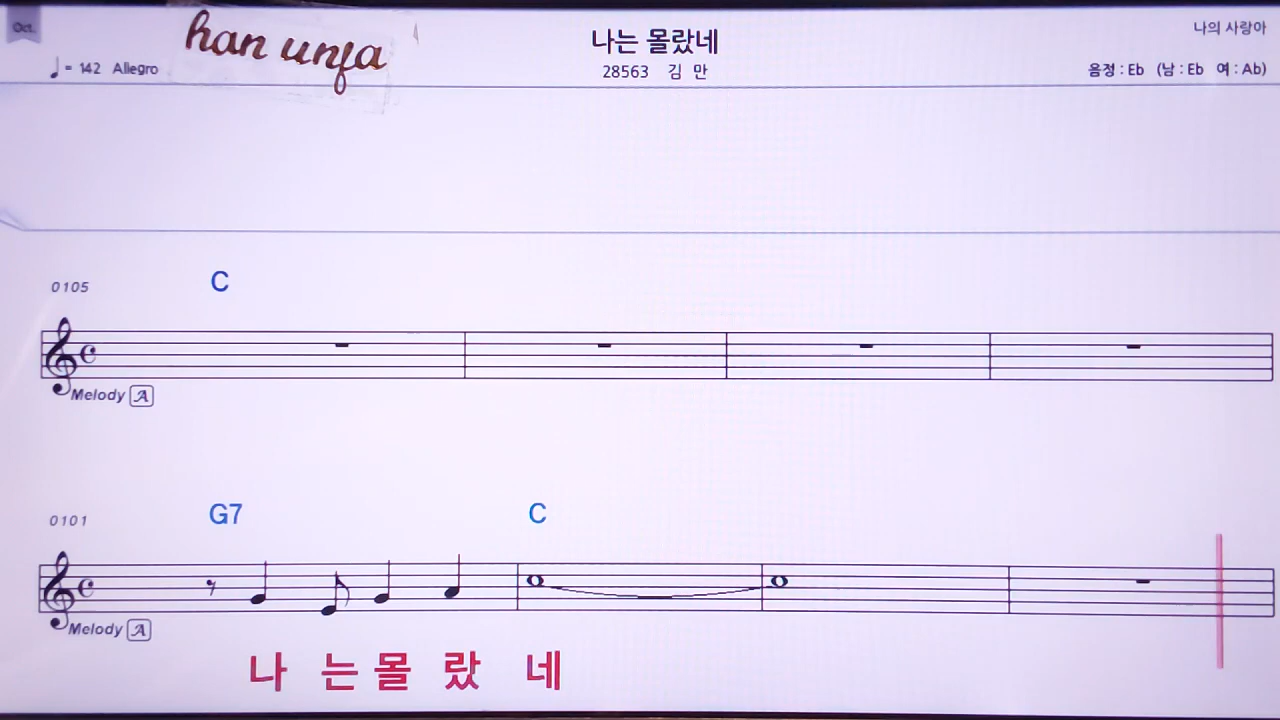 Oct.
han unfa
나는 몰랐네
나의 사랑아
♩= 142 Allegro
28563 김 만
음정 : Eb (남 : Eb 여 : Ab)
0105
C
Melody A
0101
G7 C
Melody A
나 는 몰 랐 네